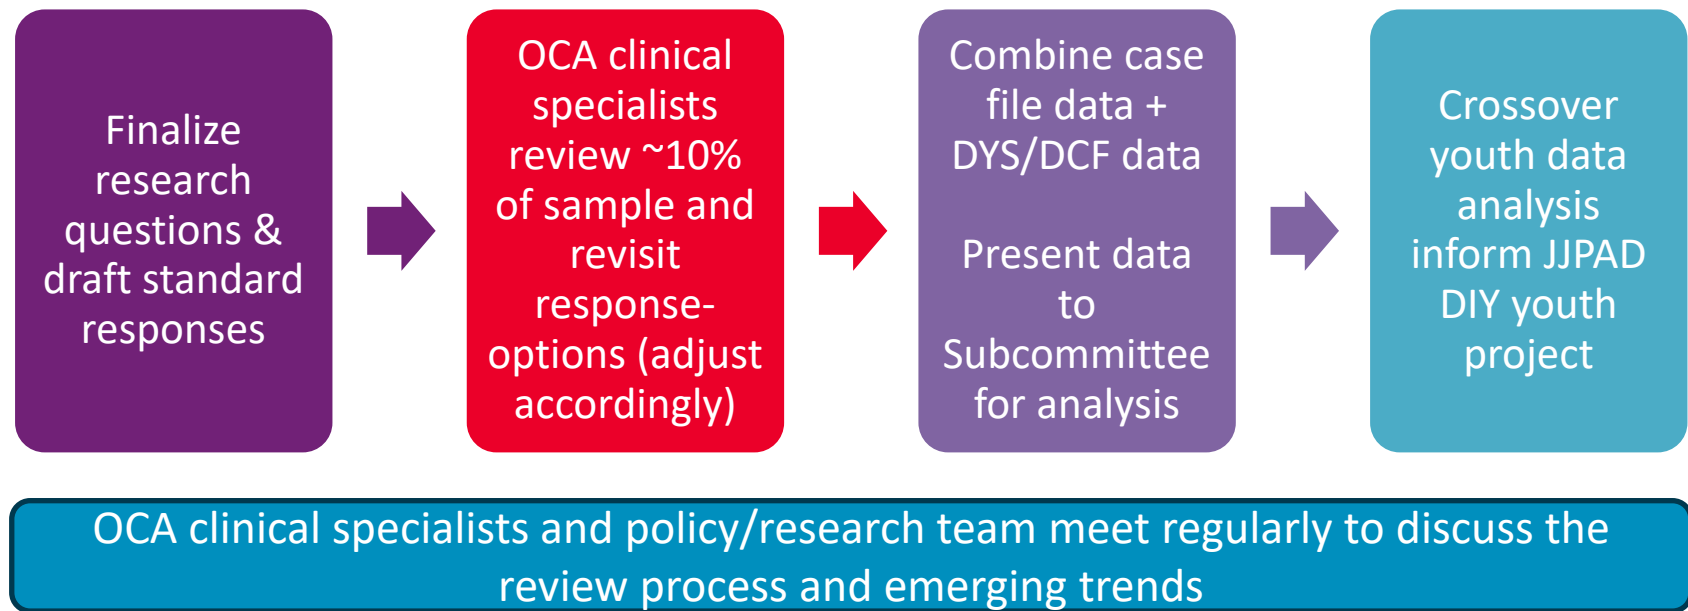 Finalize
research
questions &
draft standard
responses
OCA clinical
specialists
review ~10%
of sample and
revisit
response-
options (adjust
accordingly)
Combine case
file data +
DYS/DCF data
Present data
to
Subcommittee
for analysis
Crossover
youth data
analysis
inform JJPAD
DIY youth
project
OCA clinical specialists and policy/research team meet regularly to discuss the
review process and emerging trends